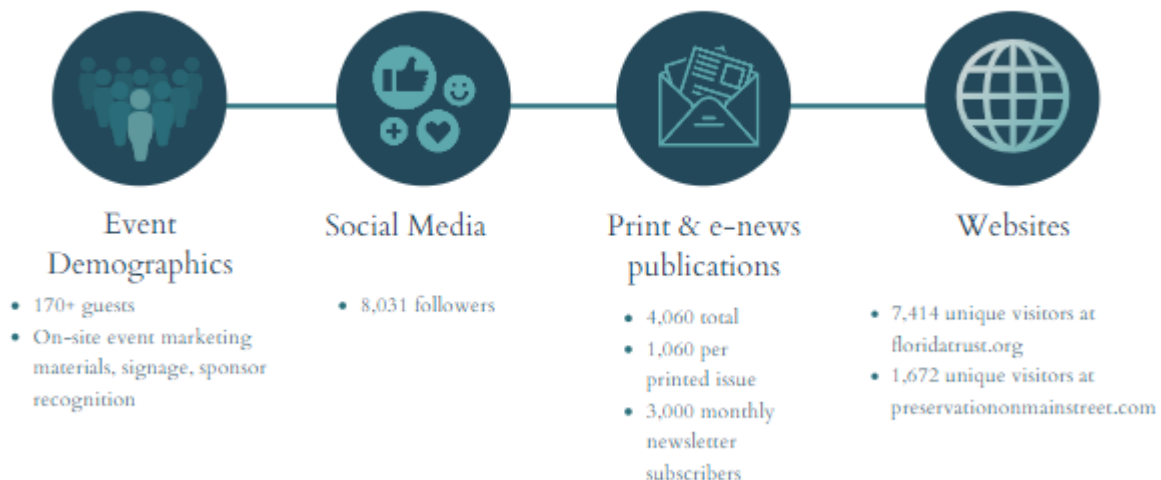 Event
Demographics
• 170+ guests
• On-site event marketing
materials, signage, sponsor
recognition
Social Media
• 8,031 followers
Print & e-news
publications
• 4,060 total
• 1,060 per
printed issue
• 3,000 monthly
newsletter
subscribers
Websites
• 7,414 unique visitors at
floridatrust.org
• 1,672 unique visitors at
preservationonmainstreet.com